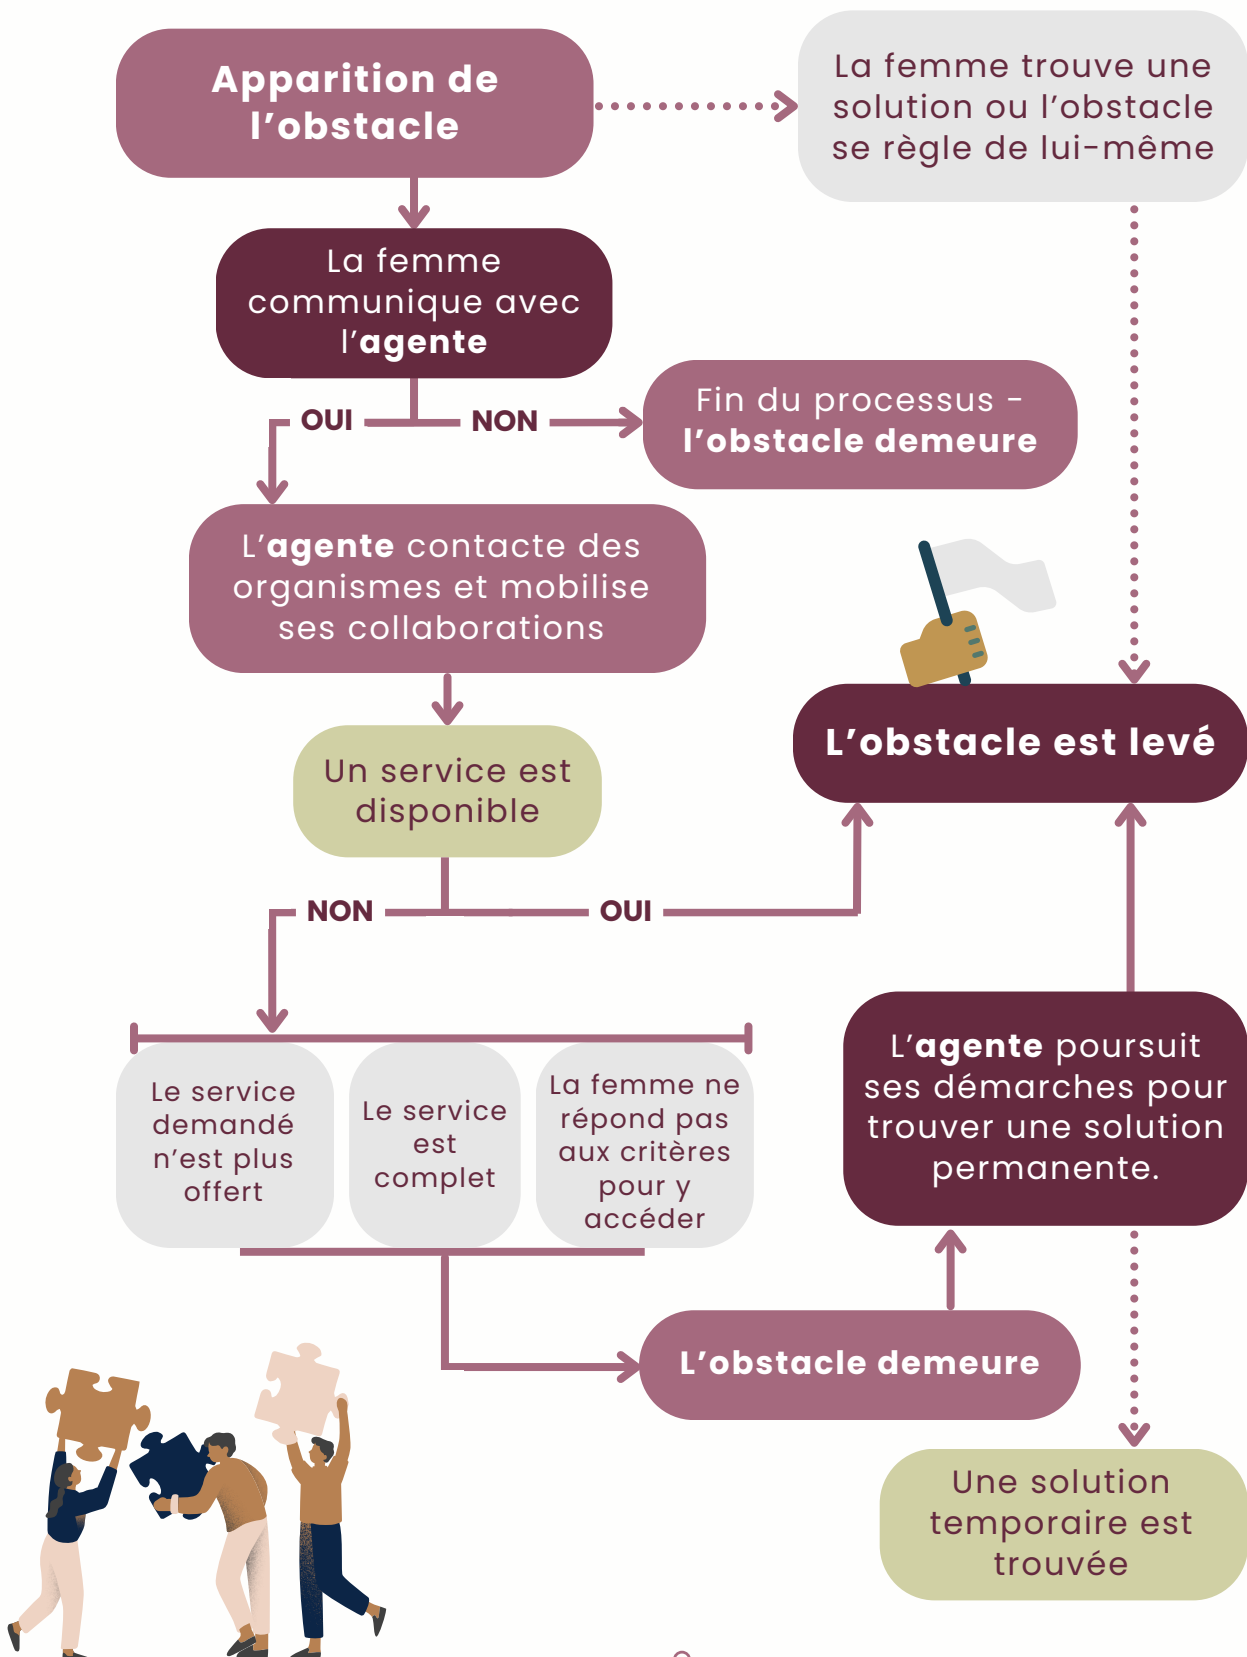 Apparition de
l’obstacle
La femme trouve une
solution ou l’obstacle
se règle de lui-même
La femme
communique avec
l’agente
OUI
NON
Fin du processus -
l’obstacle demeure
L’agente contacte des
organismes et mobilise
ses collaborations
Un service est
disponible
L’obstacle est levé
NON
OUI
Le service
demandé
n’est plus
offert
Le service
est
complet
La femme ne
répond pas
aux critères
pour y
accéder
L’agente poursuit
ses démarches pour
trouver une solution
permanente.
L’obstacle demeure
Une solution
temporaire est
trouvée